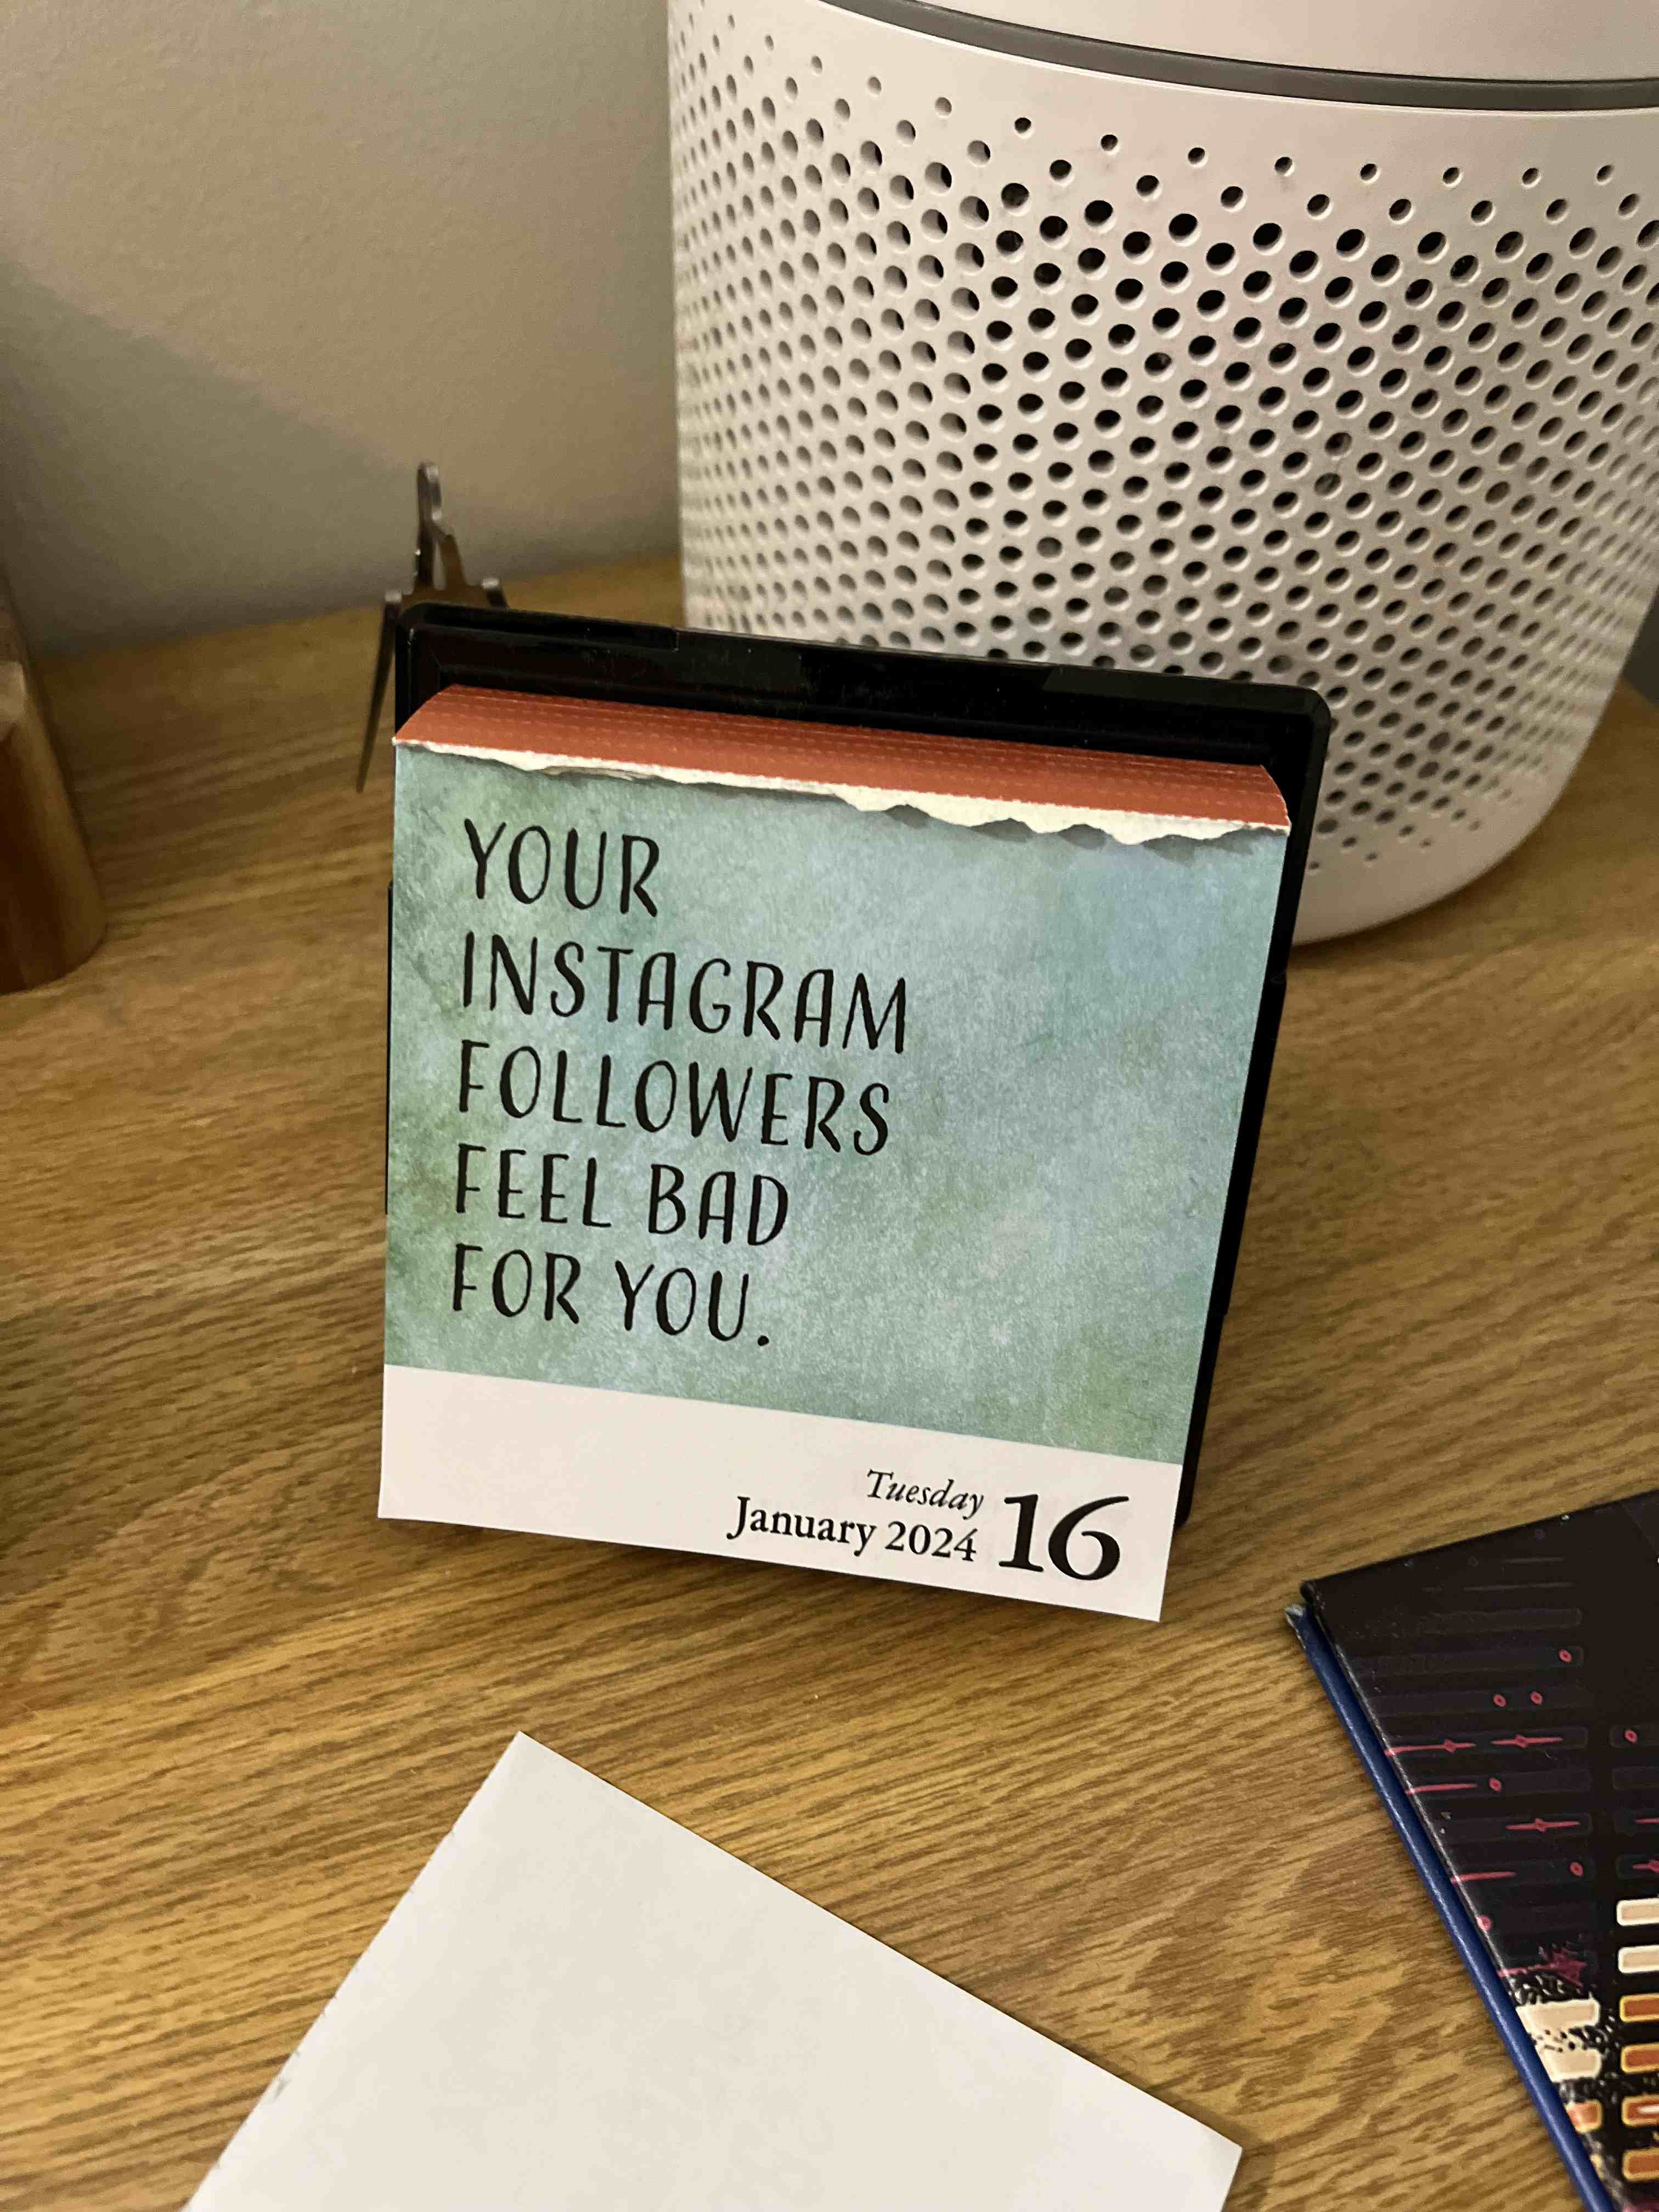 YOUR
INSTAGRAM
FOLLOWERS
FEEL BAD
FOR YOU.
Tuesday
January 2024 16